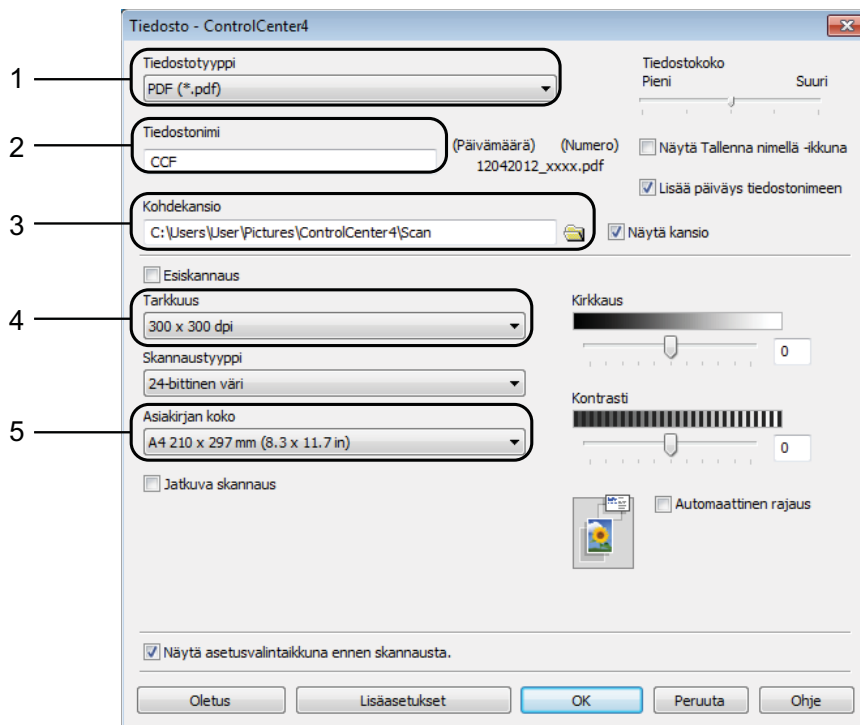 Tiedosto - ControlCenter4
1
Tiedostotyyppi
PDF (*.pdf)
Tiedostokoko
Pieni Suuri
2
Tiedostonimi
CCF
(Päivämäärä) (Numero)
12042012_xxxx.pdf
Näytä Tallenna nimellä -ikkuna
Lisää päiväys tiedostonimeen
3
Kohdekansio
C:\Users\User\Pictures\ControlCenter4\Scan
Näytä kansio
Esiskannaus
4
Tarkkuus
300 x 300 dpi
Skannaustyyppi
24-bittinen väri
5
Asiakirjan koko
A4 210 x 297 mm (8.3 x 11.7 in)
Jatkuva skannaus
Kirkkaus
0
Kontrasti
0
Automaattinen rajaus
Näytä asetusvalintaikkuna ennen skannausta.
Oletus Lisäasetukset OK Peruuta Ohje